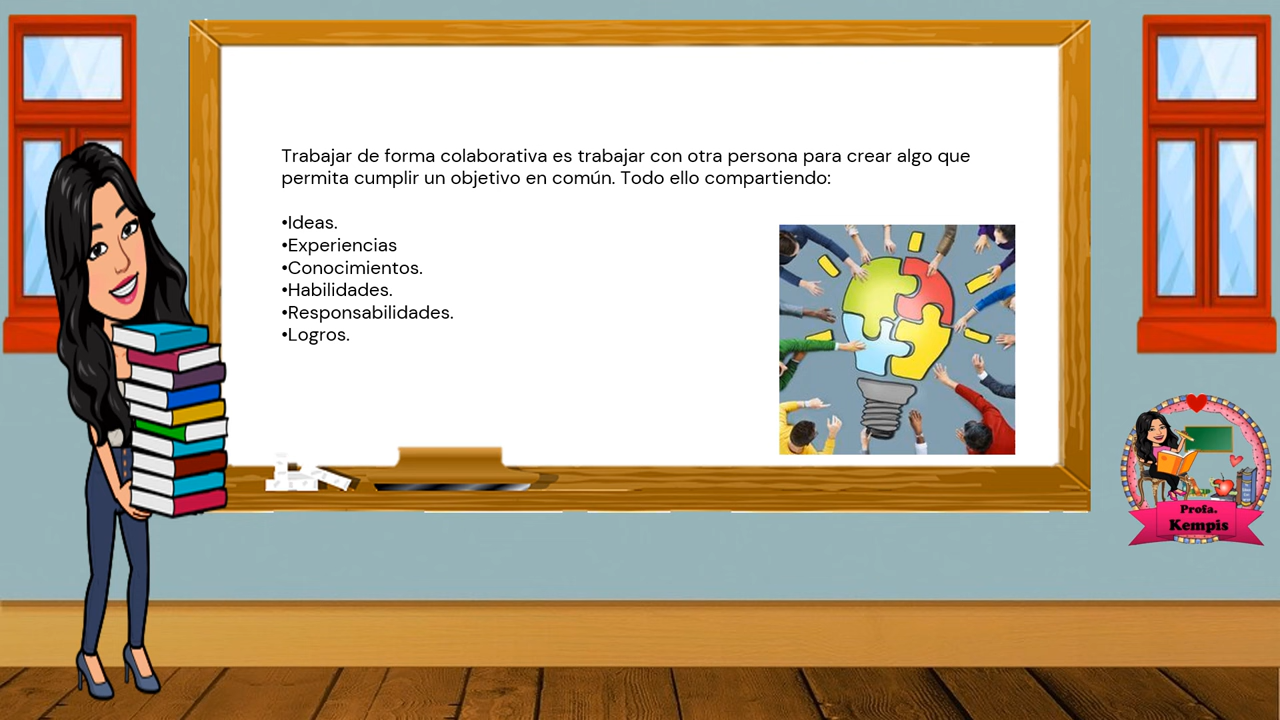 Trabajar de forma colaborativa es trabajar con otra persona para crear algo que
permita cumplir un objetivo en común. Todo ello compartiendo:
•Ideas.
•Experiencias
•Conocimientos.
•Habilidades.
•Responsabilidades.
•Logros.
Profa.
Kempis